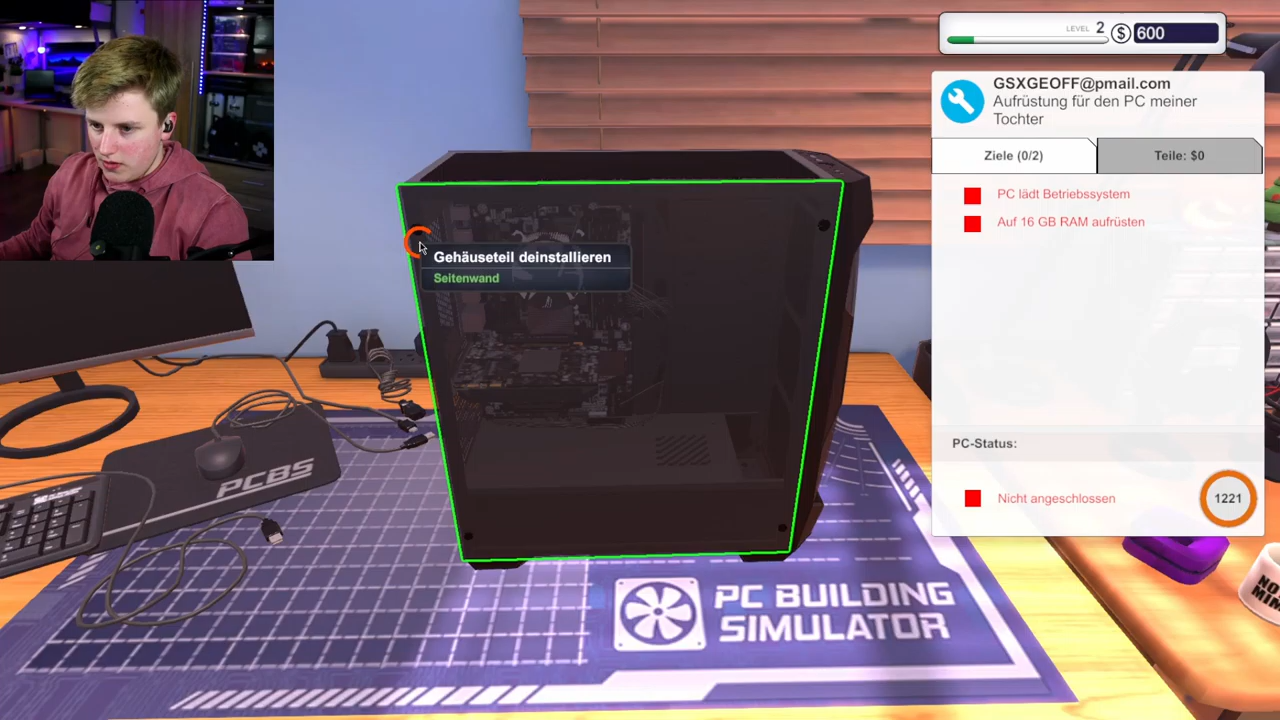 LEVEL 2 $ 600
GSXGEOFF@pmail.com
Aufrüstung für den PC meiner
Tochter
Ziele (0/2)
Teile: $0
PC lädt Betriebssystem
Auf 16 GB RAM aufrüsten
Gehäuseteil deinstallieren
Seitenwand
PC-Status:
Nicht angeschlossen
1221
PCBS
PC BUILDING
SIMULATOR